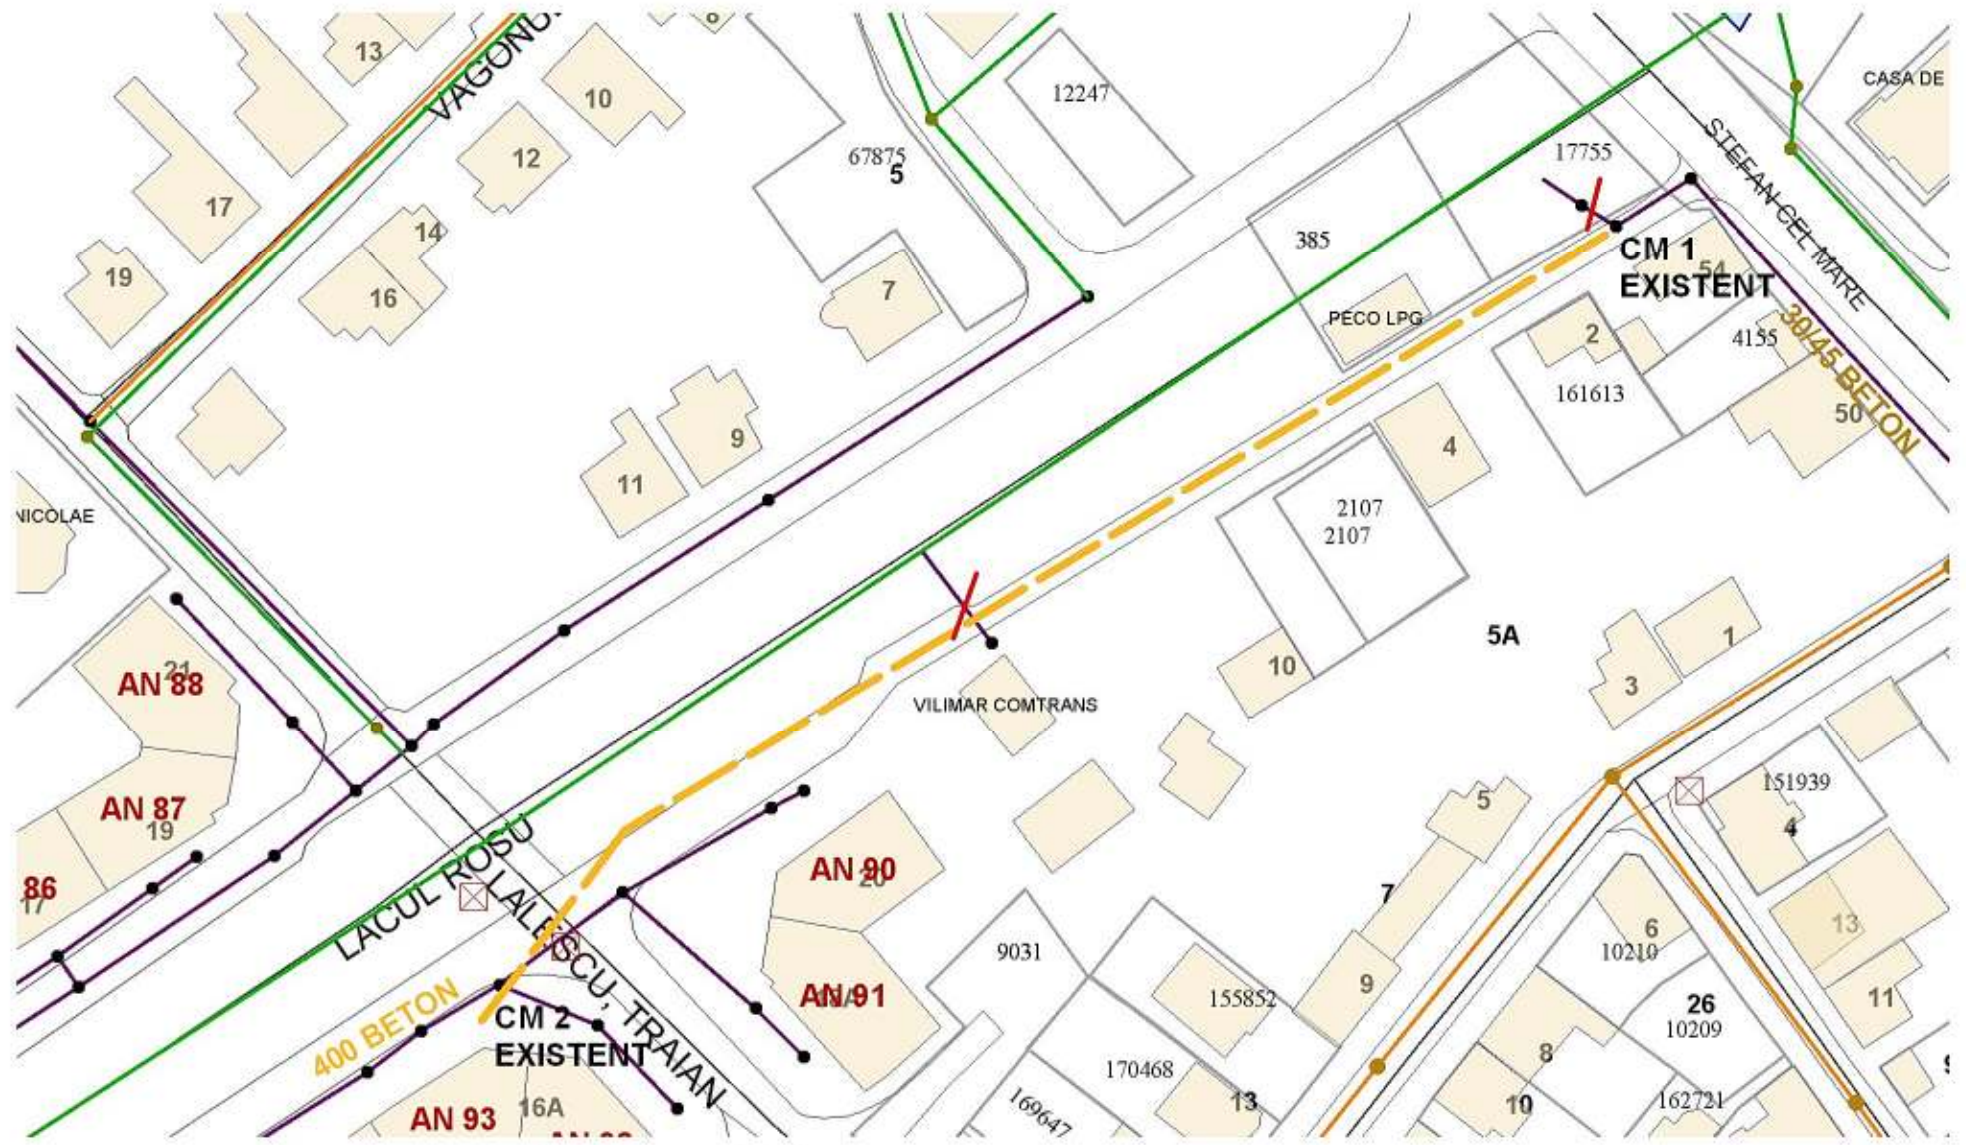 8
13
VAGONU
10
12
17
14
16
19
12247
67875
5
7
CASA DE
17755
STEFAN CEL MARE
385
PECO LPG
CM 1
EXISTENT
54
2
4155
161613
30/45 BETON
50
4
9
11
2107
2107
NICOLAE
5A
1
3
10
VILIMAR COMTRANS
21
AN 88
AN 87
19
86
17
LACUL ROSU
LALESCU, TRAIAN
400 BETON
CM 2
EXISTENT
AN 90
20
AN 91
AN 93
16A
9031
155852
170468
169647
13
7
5
9
151939
4
13
6
10210
26
10209
11
8
10
162721